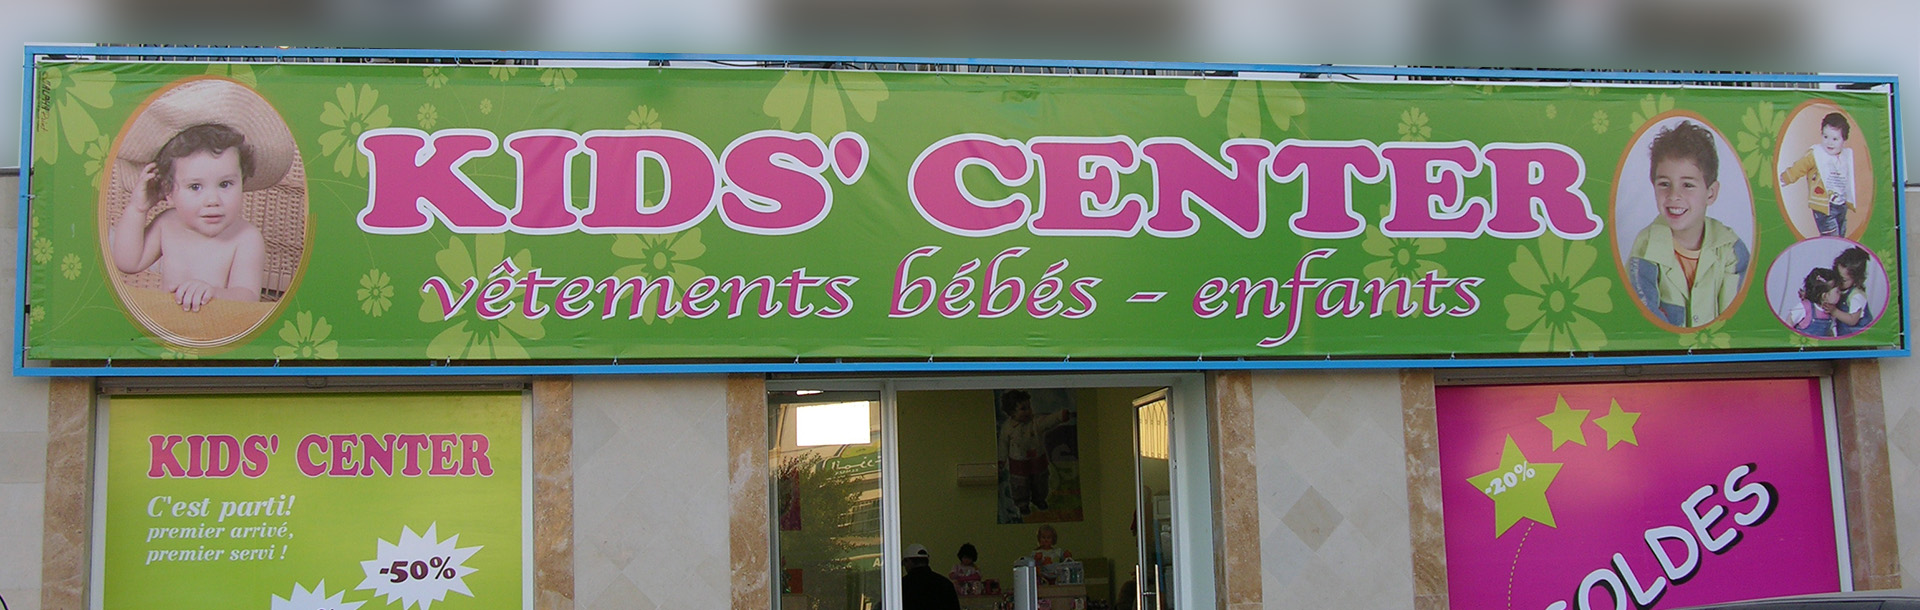 KIDS' CENTER
vêtements bébés - enfants
KIDS' CENTER
C'est parti!
premier arrivé,
premier servi !
-50%
-20%
SOLDES